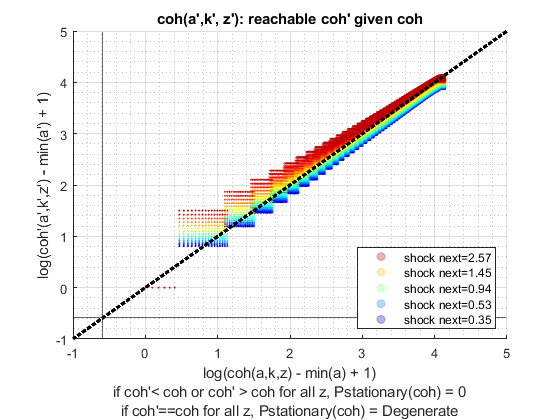 coh(a',k', z'): reachable coh' given coh
log(coh'(a',k',z') - min(a') + 1)
5
4
3
2
1
0
-1
-1
0
1
2
3
4
5
shock next=2.57
shock next=1.45
shock next=0.94
shock next=0.53
shock next=0.35
log(coh(a,k,z) - min(a) + 1)
if coh'< coh or coh' > coh for all z, Pstationary(coh) = 0
if coh'==coh for all z, Pstationary(coh) = Degenerate